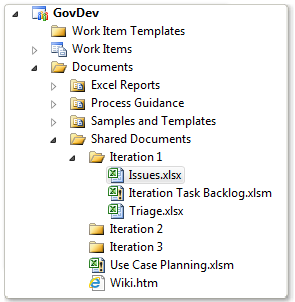 GovDev
Work Item Templates
Work Items
Documents
Excel Reports
Process Guidance
Samples and Templates
Shared Documents
Iteration 1
Issues.xlsx
Iteration Task Backlog.xlsm
Triage.xlsx
Iteration 2
Iteration 3
Use Case Planning.xlsm
Wiki.htm